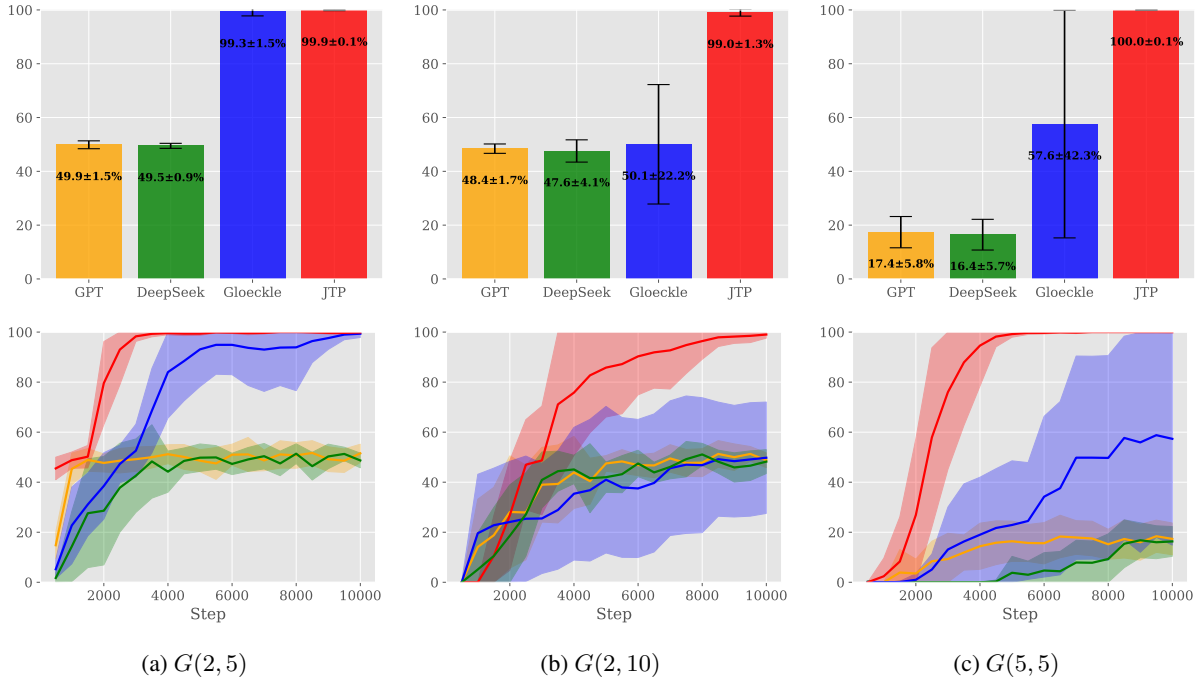 100
80
60
40
20
0
49.9±1.5%
49.5±0.9%
99.3±1.5%
99.9±0.1%
GPT
DeepSeek
Gloeckle
JTP
100
80
60
40
20
0
48.4±1.7%
47.6±4.1%
50.1±22.2%
99.0±1.3%
GPT
DeepSeek
Gloeckle
JTP
100
80
60
40
20
0
17.4±5.8%
16.4±5.7%
57.6±42.3%
100.0±0.1%
GPT
DeepSeek
Gloeckle
JTP
100
80
60
40
20
0
2000 4000 6000 8000 10000
Step
100
80
60
40
20
0
2000 4000 6000 8000 10000
Step
100
80
60
40
20
0
2000 4000 6000 8000 10000
Step
(a) G(2, 5)
(b) G(2, 10)
(c) G(5, 5)